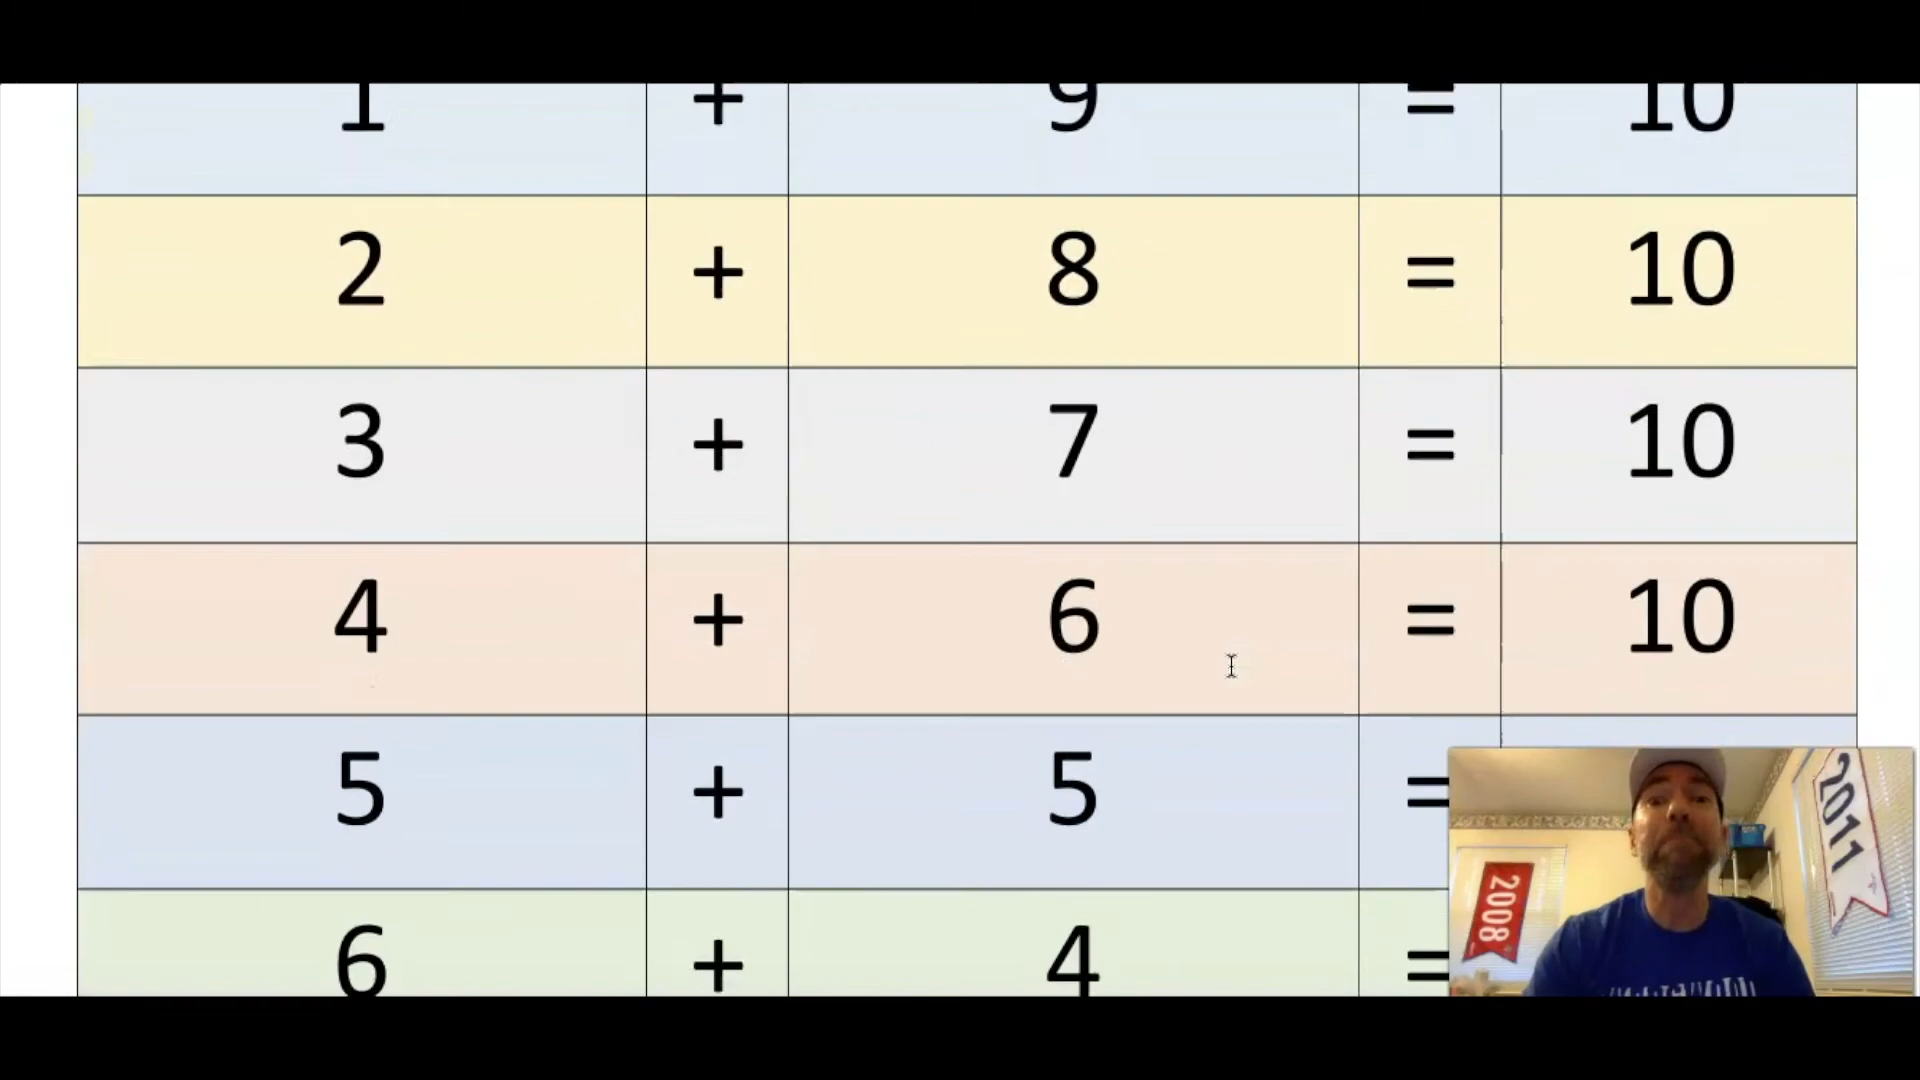 1 + 9 = 10
2 + 8 = 10
3 + 7 = 10
4 + 6 = 10
5 + 5 =
6 + 4 =
2008
2011